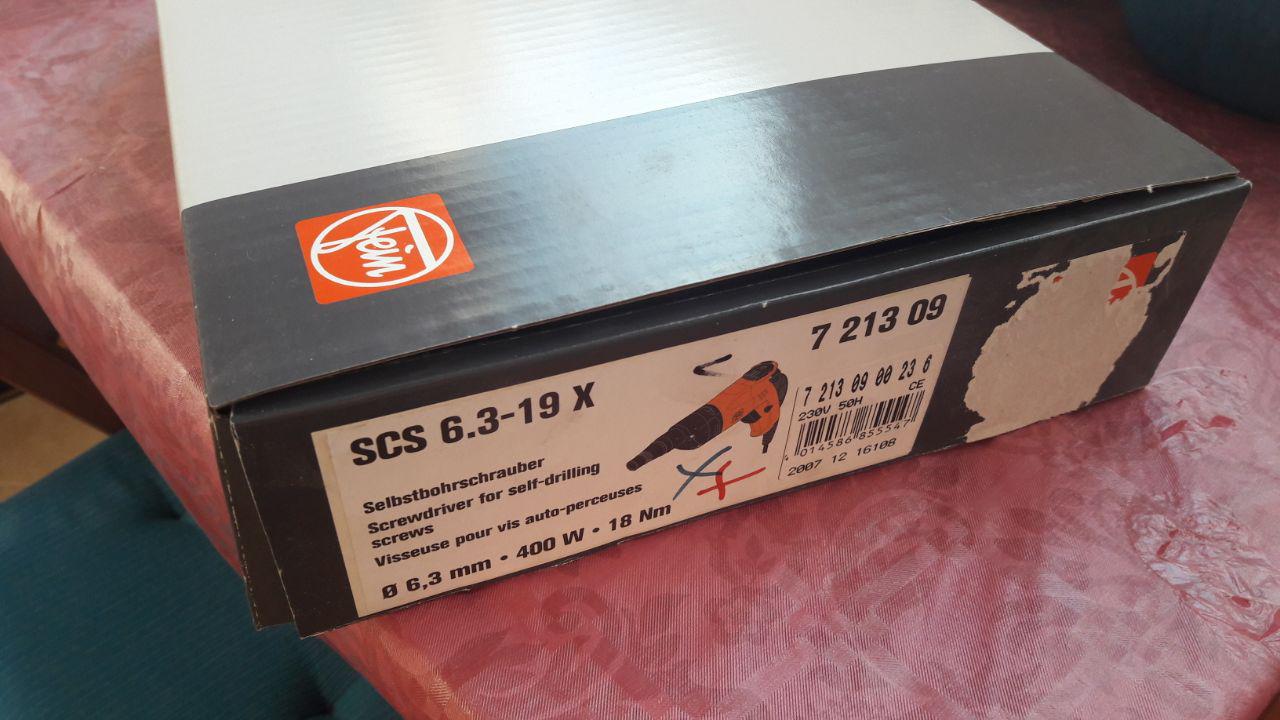 Fein
SCS 6.3-19 X
Selbstbohrschrauber
Screwdriver for self-drilling
screws
Visseuse pour vis auto-perceuses
Ø 6,3 mm • 400 W • 18 Nm
7 213 09
7 213 09 00 23 6
CE
230V 50H
4 014586 855547
2007 12 16108